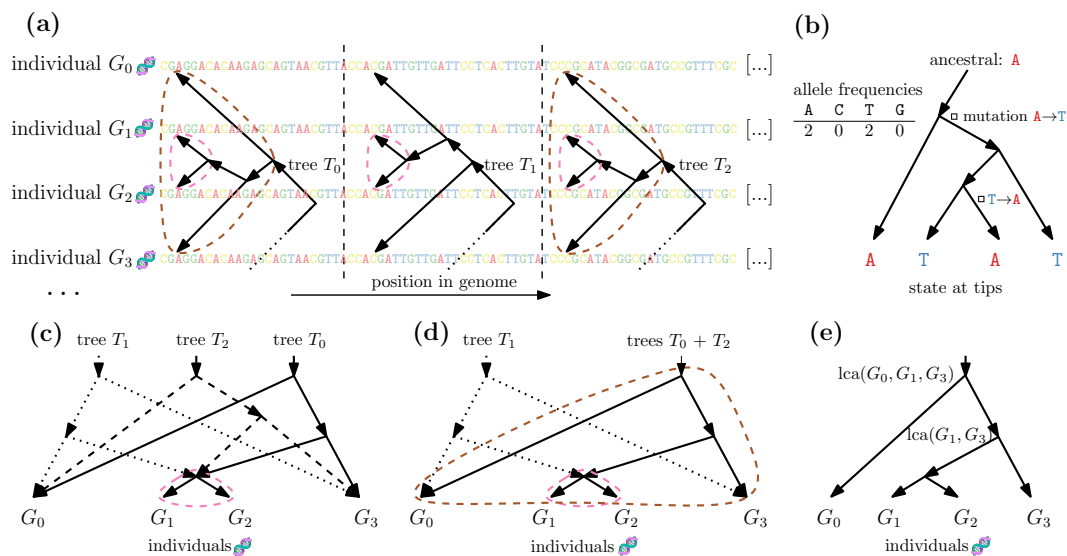 (a)
individual G0 CGAGGACACAAGAGCAGTAACGTTACCACGATTGTTGATTCCTCACTTGTATCCCGCATACGGCGATGCCGTTTCGC [...]
individual G1 CGAGGACACAAGAGCAGTAACGTTACCACGATTGTTGATTCCTCACTTGTATCCCGCATACGGCGATGCCGTTTCGC [...]
tree T0 tree T1 tree T2
individual G2 CGAGGACACAAGAGCAGTAACGTTACCACGATTGTTGATTCCTCACTTGTATCCCGCATACGGCGATGCCGTTTCGC [...]
individual G3 CGAGGACACAAGAGCAGTAACGTTACCACGATTGTTGATTCCTCACTTGTATCCCGCATACGGCGATGCCGTTTCGC [...]
. . .
position in genome
(b)
ancestral: A
allele frequencies
A C T G
2 0 2 0
mutation A→T
T→A
A T A T
state at tips
(c)
tree T1 tree T2 tree T0
G0 G1 G2 G3
individuals
(d)
tree T1 trees T0 + T2
G0 G1 G2 G3
individuals
(e)
lca(G0, G1, G3)
lca(G1, G3)
G0 G1 G2 G3
individuals